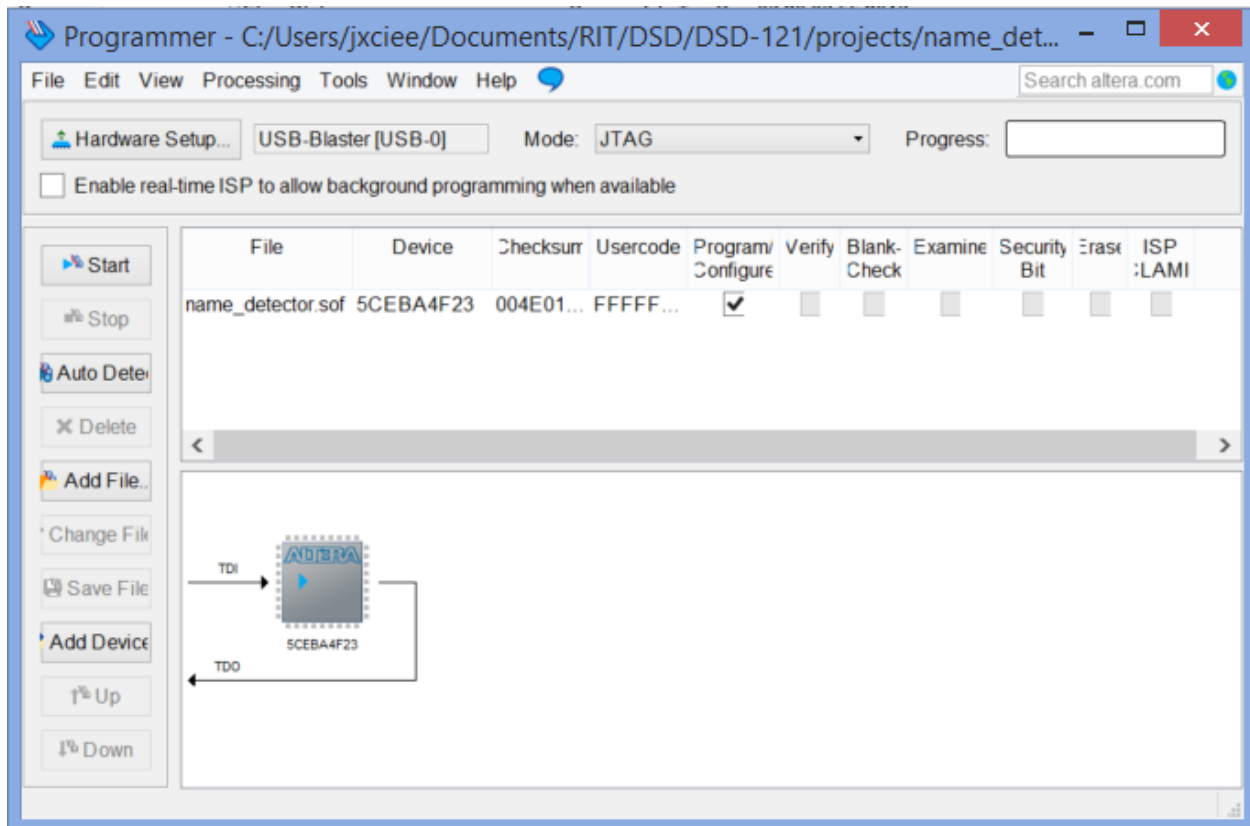 Programmer - C:/Users/jxciee/Documents/RIT/DSD/DSD-121/projects/name_det...
File Edit View Processing Tools Window Help Search altera.com
Hardware Setup... USB-Blaster [USB-0] Mode: JTAG Progress:
Enable real-time ISP to allow background programming when available
Start
Stop
Auto Dete
Delete
Add File..
Change File
Save File
Add Device
Up
Down
File Device Checksum Usercode Program/ Verify Blank- Examine Security Erase ISP
Configure Check Bit CLAMI
name_detector.sof 5CEBA4F23 004E01... FFFFF...
TDI
ALTERA
5CEBA4F23
TDO